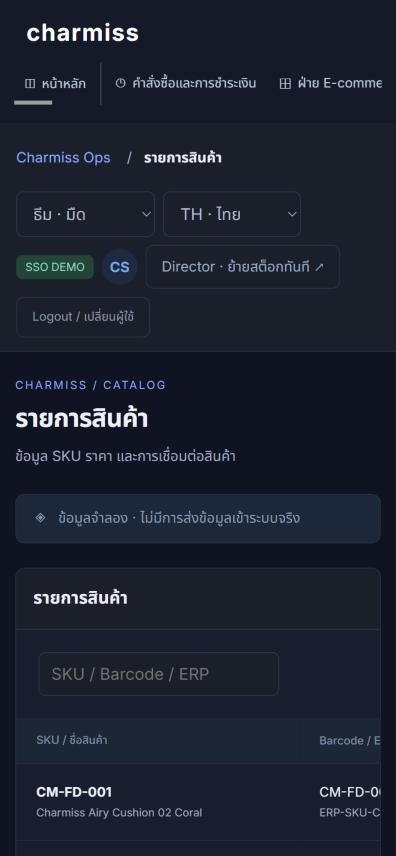 charmiss
หน้าหลัก
คำสั่งซื้อและการชำระเงิน
ฝ่าย E-comme
Charmiss Ops / รายการสินค้า
ธีม · มืด
TH · ไทย
SSO DEMO
CS
Director · ย้ายสต็อกทันที ↗
Logout / เปลี่ยนผู้ใช้
CHARMISS / CATALOG
รายการสินค้า
ข้อมูล SKU ราคา และการเชื่อมต่อสินค้า
ข้อมูลจำลอง · ไม่มีการส่งข้อมูลเข้าระบบจริง
รายการสินค้า
SKU / Barcode / ERP
SKU / ชื่อสินค้า
Barcode / E
CM-FD-001
CM-FD-0
Charmiss Airy Cushion 02 Coral
ERP-SKU-C